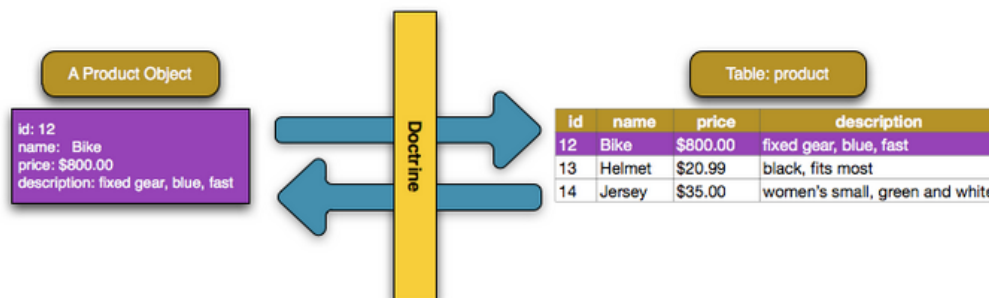 A Product Object
id: 12
name: Bike
price: $800.00
description: fixed gear, blue, fast
Doctrine
Table: product
id name price description
12 Bike $800.00 fixed gear, blue, fast
13 Helmet $20.99 black, fits most
14 Jersey $35.00 women's small, green and white